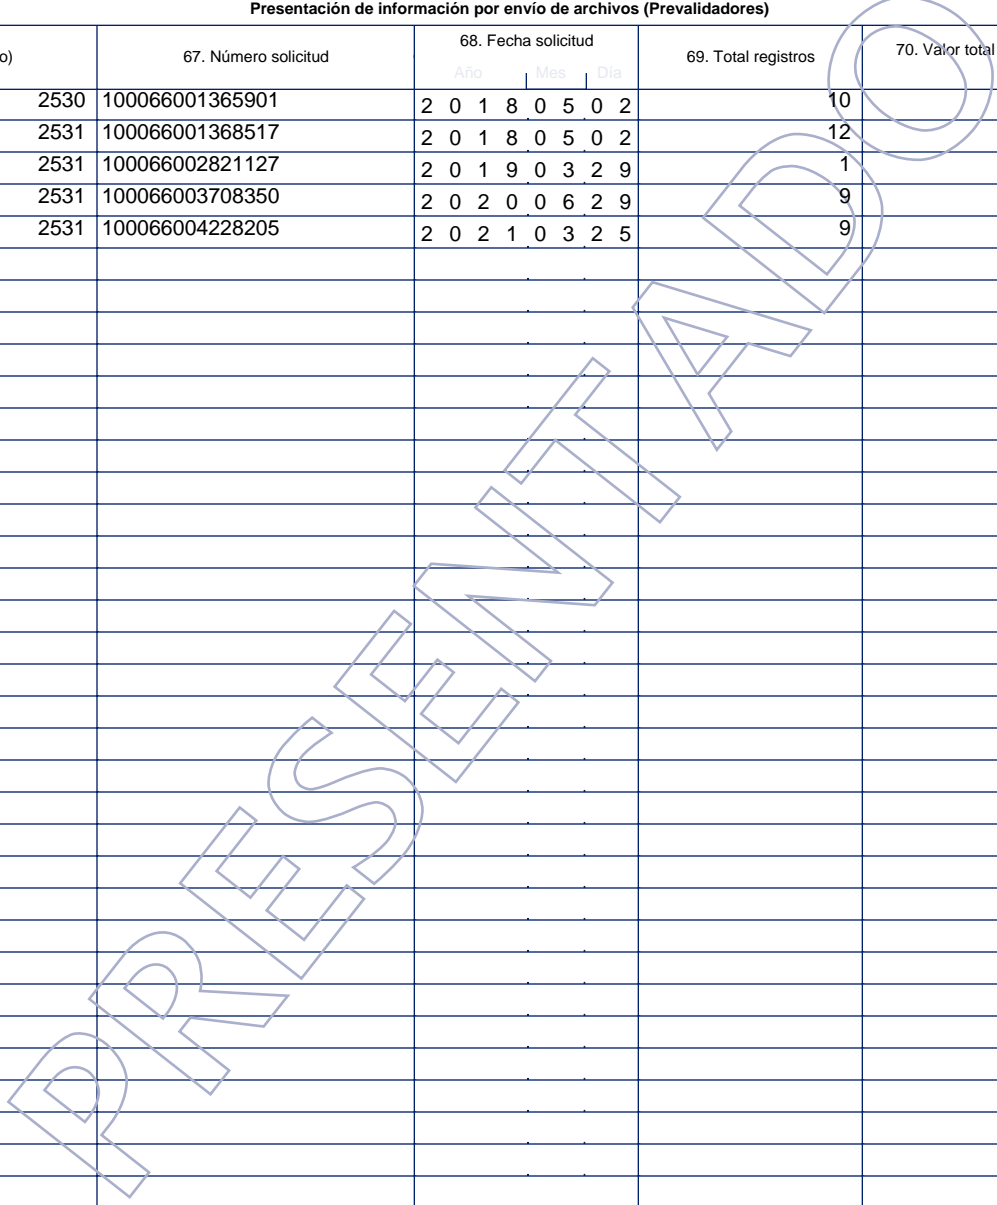 Presentación de información por envío de archivos (Prevalidadores)
o) 67. Número solicitud 68. Fecha solicitud 69. Total registros 70. Valor total
Año Mes Día
2530 100066001365901 2 0 1 8 0 5 0 2 10
2531 100066001368517 2 0 1 8 0 5 0 2 12
2531 100066002821127 2 0 1 9 0 3 2 9 1
2531 100066003708350 2 0 2 0 0 6 2 9 9
2531 100066004228205 2 0 2 1 0 3 2 5 9
PRESENTADO